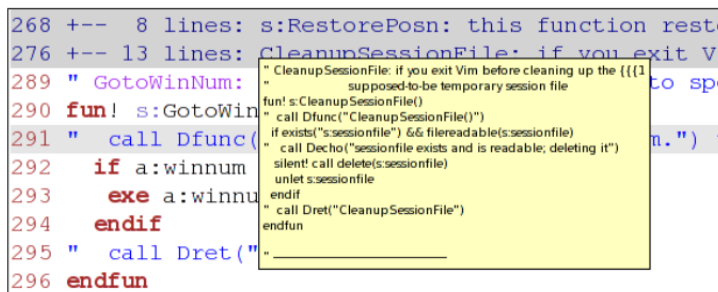 268 +-- 8 lines: s:RestorePosn: this function rest
276 +-- 13 lines: CleanupSessionFile: if you exit V
289 " GotoWinNum: to sp
290 fun! s:GotoWin
291 " call Dfunc( m.")
292 if a:winnum
293 exe a:winnu
294 endif
295 " call Dret("
296 endfun
" CleanupSessionFile: if you exit Vim before cleaning up the {{{1
" supposed-to-be temporary session file
fun! s:CleanupSessionFile()
" call Dfunc("CleanupSessionFile()")
if exists("s:sessionfile") && filereadable(s:sessionfile)
" call Decho("sessionfile exists and is readable; deleting it")
silent! call delete(s:sessionfile)
unlet s:sessionfile
endif
" call Dret("CleanupSessionFile")
endfun
" ___________________________